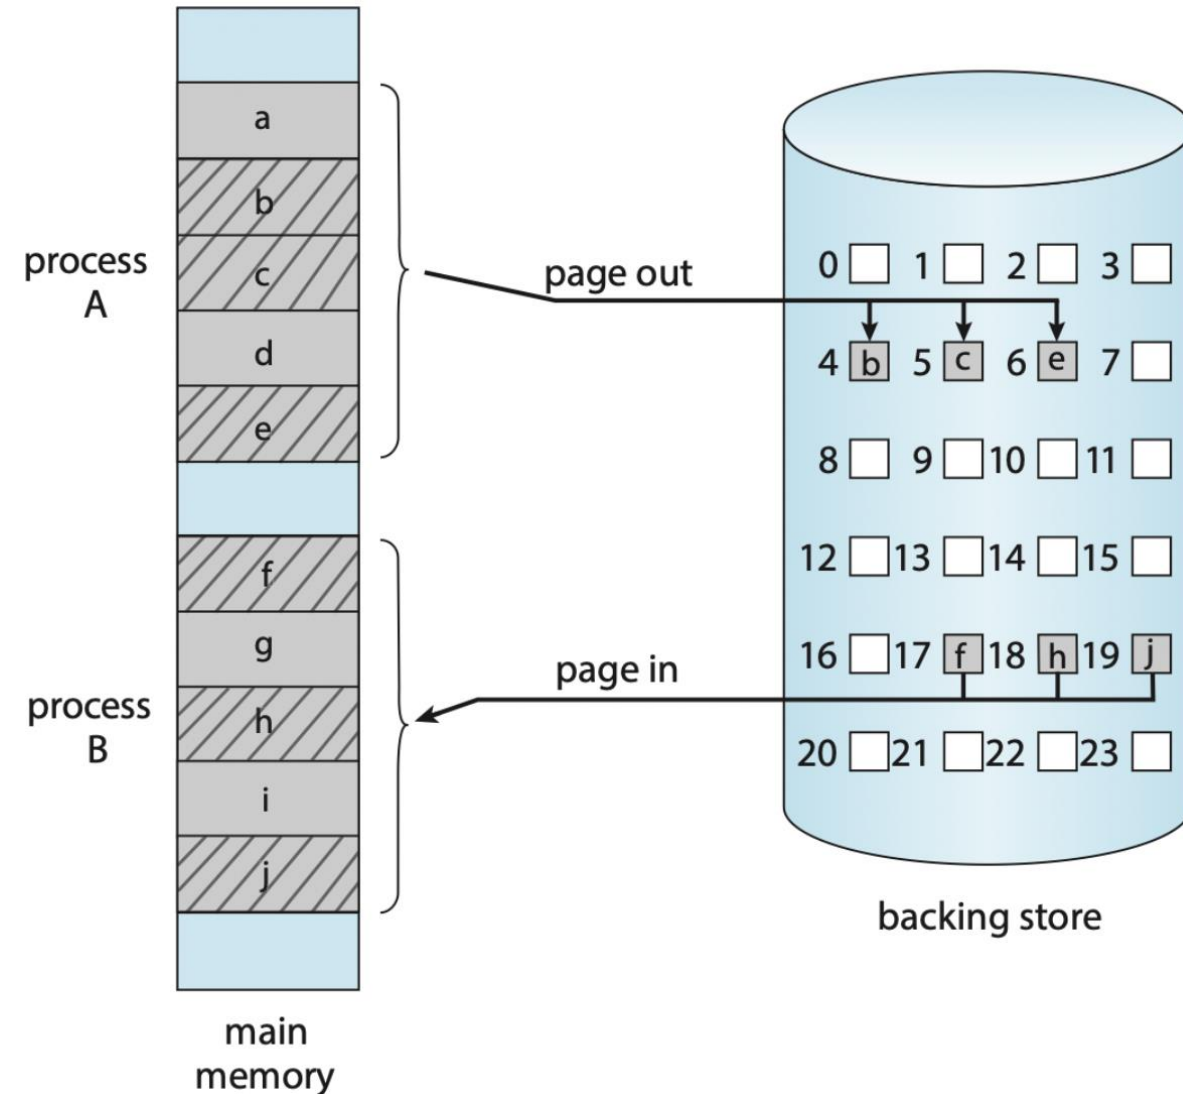 a
b
process
A
c
d
e
page out
0 1 2 3
4 b 5 c 6 e 7
8 9 10 11
12 13 14 15
16 17 f 18 h 19 j
20 21 22 23
f
g
page in
process
B
h
i
j
backing store
main
memory